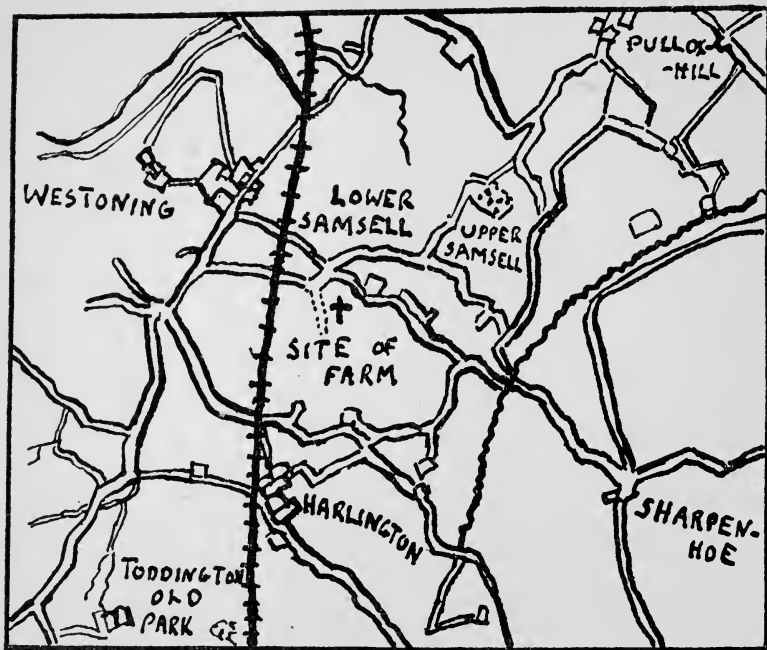 PULLOX-
-HILL
WESTONING
LOWER
SAMSELL
UPPER
SAMSELL
SITE OF
FARM
HARLINGTON
SHARPEN-
HOE
TODDINGTON
OLD
PARK